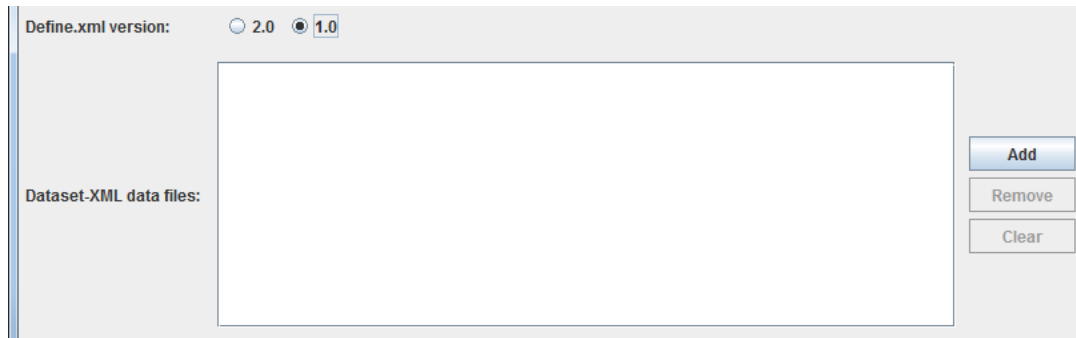 Define.xml version: 2.0 1.0
Add
Dataset-XML data files: Remove
Clear